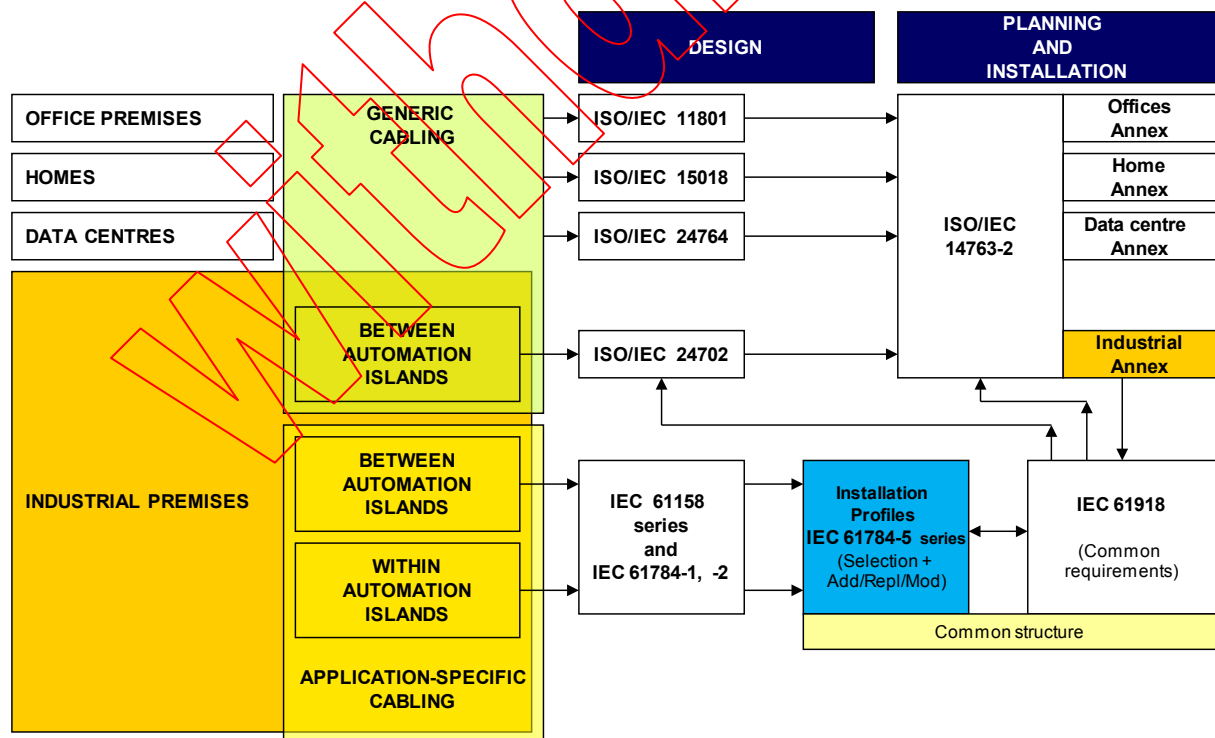 DESIGN
PLANNING
AND
INSTALLATION
OFFICE PREMISES
HOMES
DATA CENTRES
INDUSTRIAL PREMISES
GENERIC
CABLING
BETWEEN
AUTOMATION
ISLANDS
BETWEEN
AUTOMATION
ISLANDS
WITHIN
AUTOMATION
ISLANDS
APPLICATION-SPECIFIC
CABLING
ISO/IEC 11801
ISO/IEC 15018
ISO/IEC 24764
ISO/IEC 24702
IEC 61158
series
and
IEC 61784-1, -2
ISO/IEC
14763-2
Offices
Annex
Home
Annex
Data centre
Annex
Industrial
Annex
Installation
Profiles
IEC 61784-5 series
(Selection +
Add/Repl/Mod)
IEC 61918
(Common
requirements)
Common structure